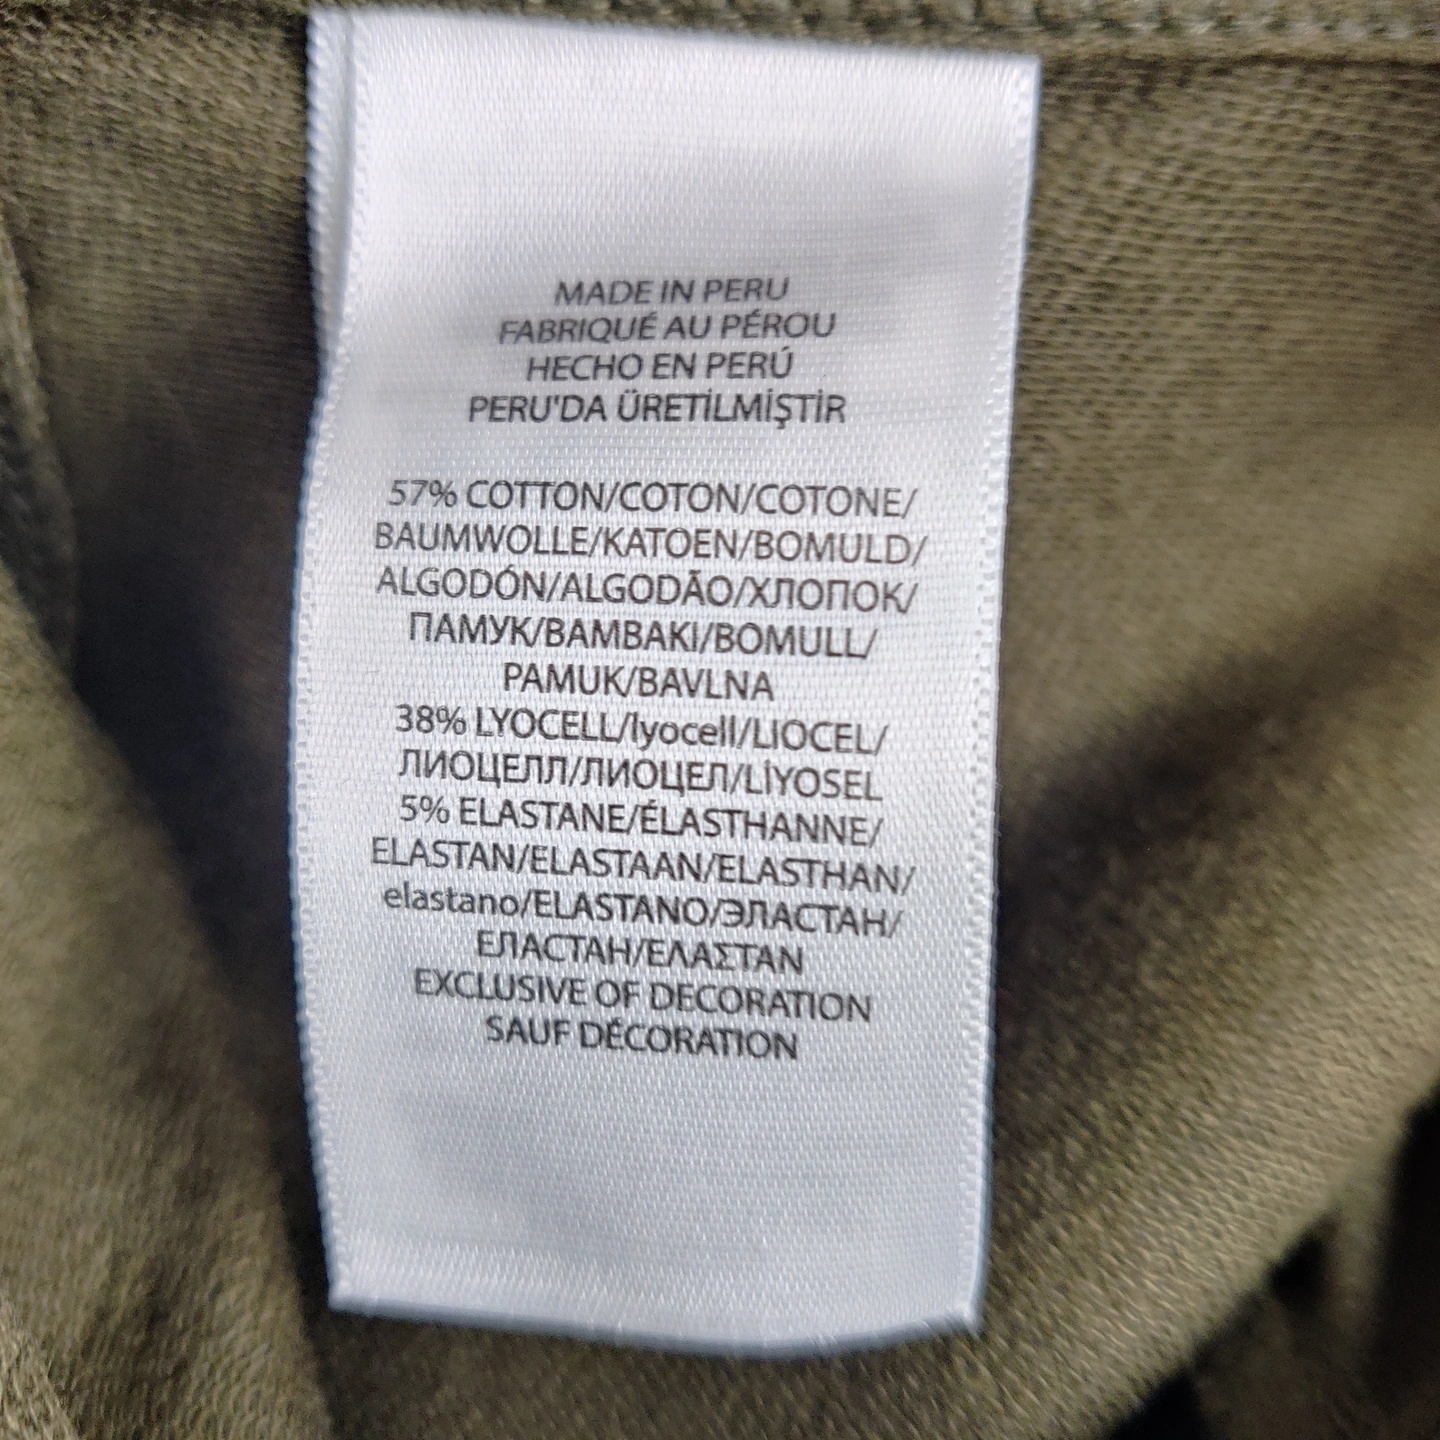 MADE IN PERU
FABRIQUÉ AU PÉROU
HECHO EN PERÚ
PERU'DA ÜRETİLMİŞTİR
57% COTTON/COTON/COTONE/
BAUMWOLLE/KATOEN/BOMULD/
ALGODÓN/ALGODÃO/ХЛОПОК/
ПАМУК/BAMBAKI/BOMULL/
PAMUK/BAVLNA
38% LYOCELL/lyocell/LIOCEL/
ЛИОЦЕЛЛ/ЛИОЦЕЛ/LİYOSEL
5% ELASTANE/ÉLASTHANNE/
ELASTAN/ELASTAAN/ELASTHAN/
elastano/ELASTANO/ЭЛАСТАН/
ЕЛАСТАН/ΕΛΑΣΤΑΝ
EXCLUSIVE OF DECORATION
SAUF DÉCORATION